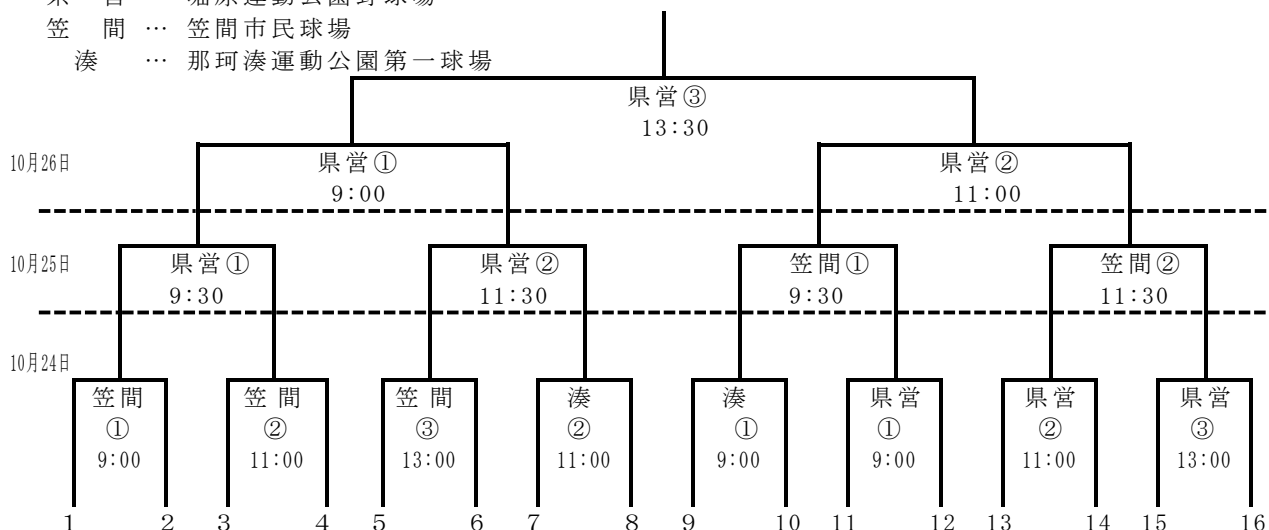 笠　間 … 笠間市民球場
湊 … 那珂湊運動公園第一球場
県営③
13:30
10月26日
県営① 県営②
9:00 11:00
10月25日
県営① 県営② 笠間① 笠間②
9:30 11:30 9:30 11:30
10月24日
笠間 笠間 笠間 湊 湊 県営 県営 県営
① ② ③ ② ① ① ② ③
9:00 11:00 13:00 11:00 9:00 9:00 11:00 13:00
1 2 3 4 5 6 7 8 9 10 11 12 13 14 15 16